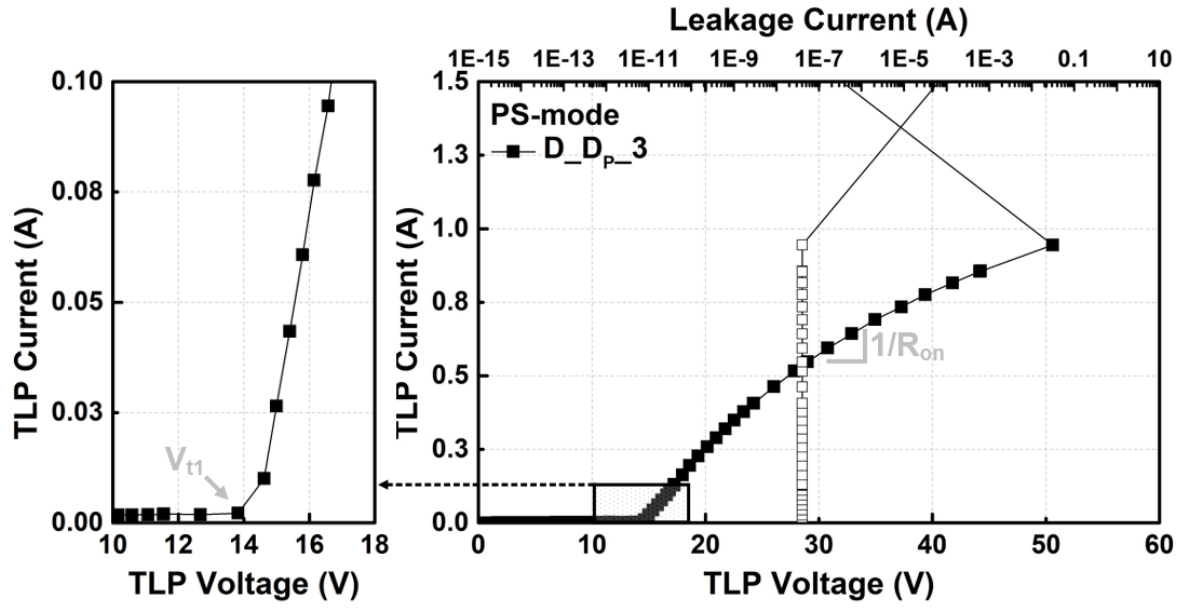 Leakage Current (A)
1E-15 1E-13 1E-11 1E-9 1E-7 1E-5 1E-3 0.1 10
TLP Current (A)
0.10
0.08
0.05
0.03
0.00
V_t1
10 12 14 16 18
TLP Voltage (V)
TLP Current (A)
1.5
1.3
1.0
0.8
0.5
0.3
0.0
PS-mode
D_D_P_3
1/R_on
0 10 20 30 40 50 60
TLP Voltage (V)